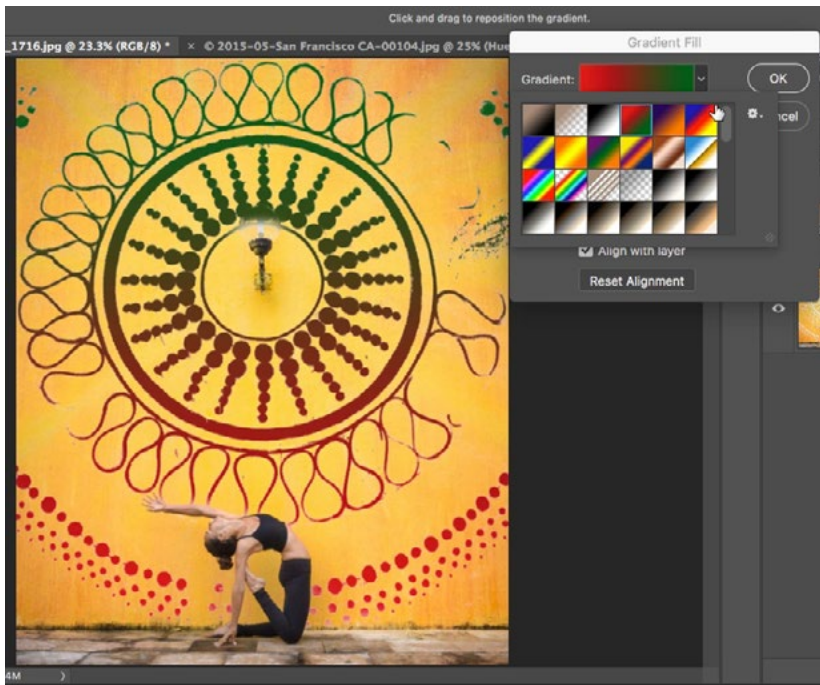 Click and drag to reposition the gradient.
_1716.jpg @ 23.3% (RGB/8) * × © 2015-05-San Francisco CA-00104.jpg @ 25% (Hue
Gradient Fill
Gradient:
OK
ncel
Align with layer
Reset Alignment
4M